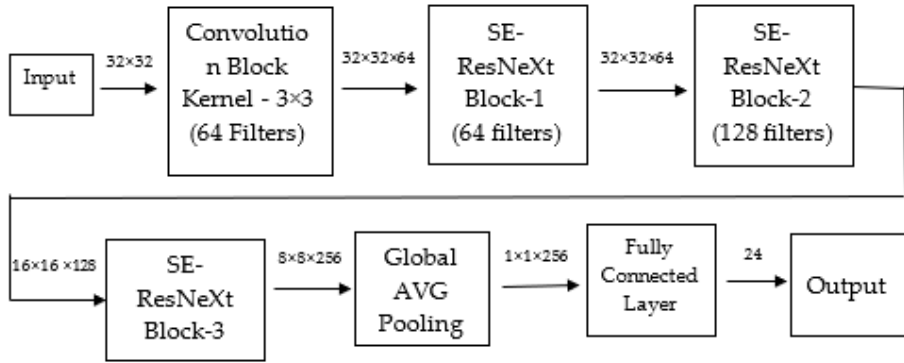 Input
32×32
Convolutio
n Block
Kernel - 3×3
(64 Filters)
32×32×64
SE-
ResNeXt
Block-1
(64 filters)
32×32×64
SE-
ResNeXt
Block-2
(128 filters)
16×16 ×128
SE-
ResNeXt
Block-3
8×8×256
Global
AVG
Pooling
1×1×256
Fully
Connected
Layer
24
Output